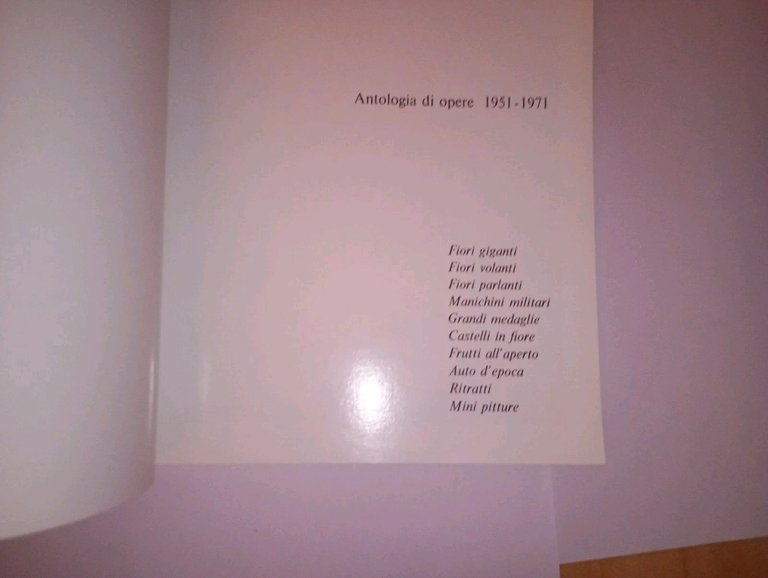 Antologia di opere 1951-1971
Fiori giganti
Fiori volanti
Fiori parlanti
Manichini militari
Grandi medaglie
Castelli in fiore
Frutti all'aperto
Auto d'epoca
Ritratti
Mini pitture